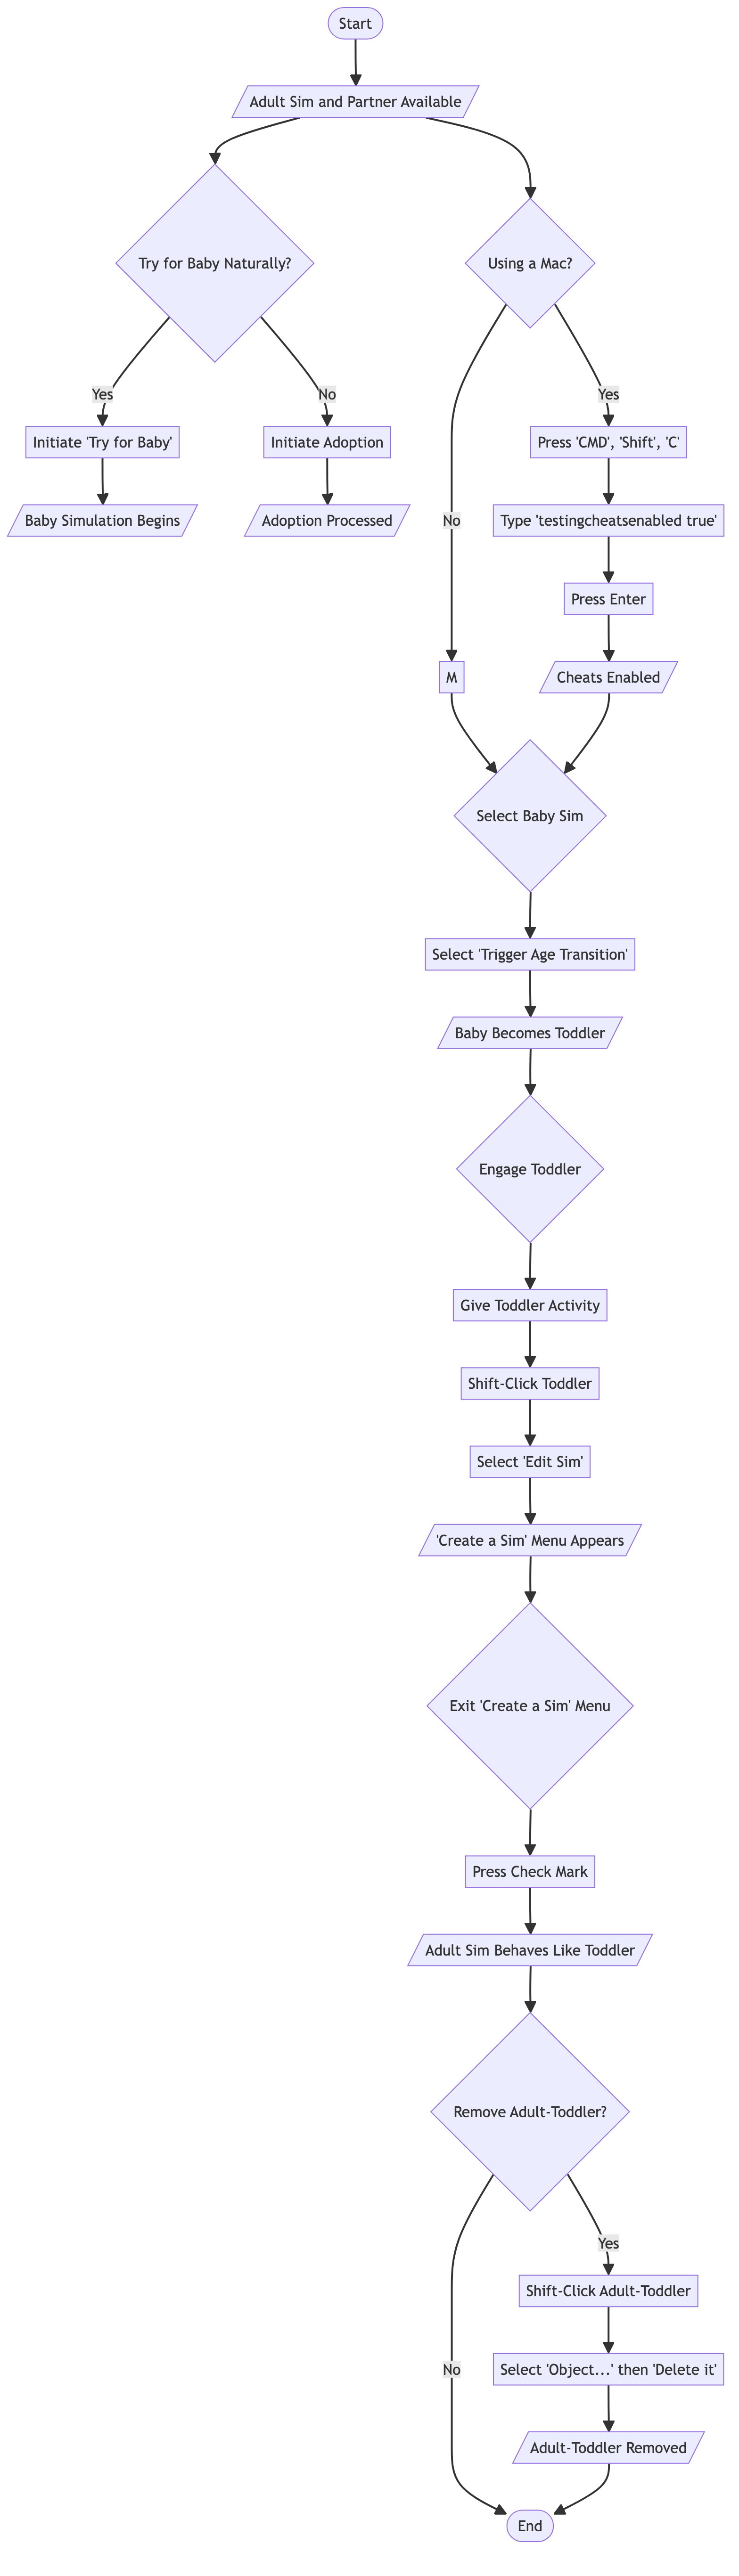 Start
Adult Sim and Partner Available
Try for Baby Naturally?
Using a Mac?
Yes
No
Yes
Initiate 'Try for Baby'
Initiate Adoption
Press 'CMD', 'Shift', 'C'
Baby Simulation Begins
Adoption Processed
No
Type 'testingcheatsenabled true'
Press Enter
M
Cheats Enabled
Select Baby Sim
Select 'Trigger Age Transition'
Baby Becomes Toddler
Engage Toddler
Give Toddler Activity
Shift-Click Toddler
Select 'Edit Sim'
'Create a Sim' Menu Appears
Exit 'Create a Sim' Menu
Press Check Mark
Adult Sim Behaves Like Toddler
Remove Adult-Toddler?
Yes
Shift-Click Adult-Toddler
No
Select 'Object...' then 'Delete it'
Adult-Toddler Removed
End